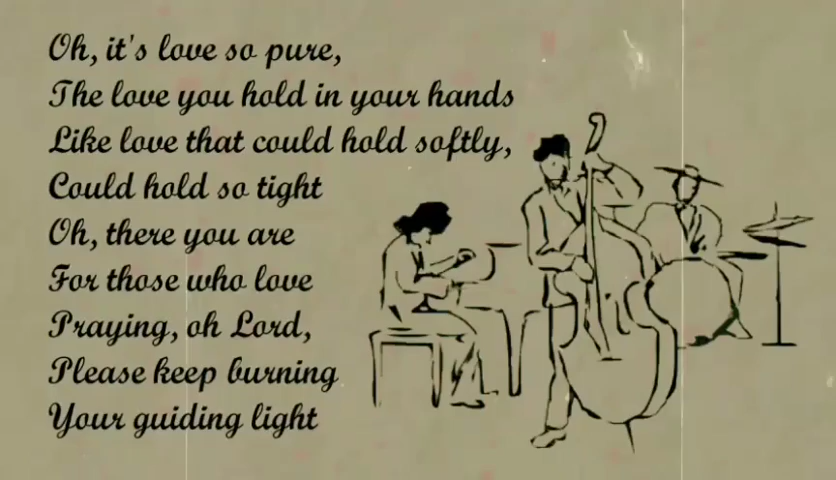 Oh, it's love so pure,
The love you hold in your hands
Like love that could hold softly,
Could hold so tight
Oh, there you are
For those who love
Praying, oh Lord,
Please keep burning
Your guiding light